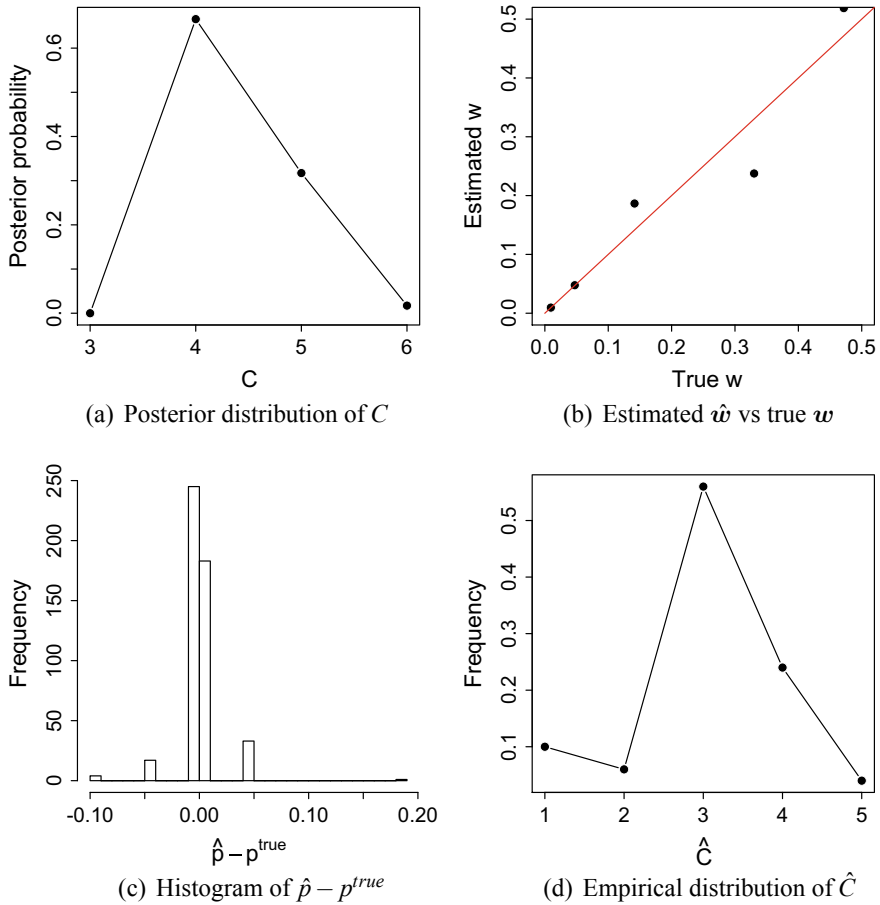 Posterior probability
0.0 0.2 0.4 0.6
3 4 5 6
C
(a) Posterior distribution of C
Estimated w
0.0 0.1 0.2 0.3 0.4 0.5
0.0 0.1 0.2 0.3 0.4 0.5
True w
(b) Estimated ŵ vs true w
Frequency
0 50 100 150 200 250
-0.10 0.00 0.10 0.20
p̂ – p^true
(c) Histogram of p̂ − p^true
Frequency
0.1 0.2 0.3 0.4 0.5
1 2 3 4 5
Ĉ
(d) Empirical distribution of Ĉ